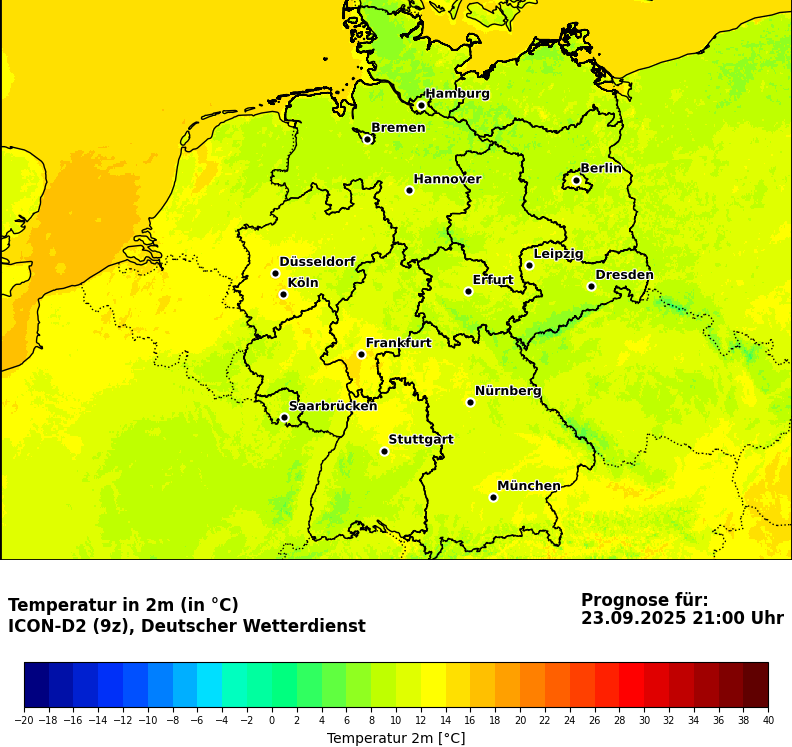 Hamburg
Bremen
Berlin
Hannover
Leipzig
Düsseldorf
Dresden
Köln
Erfurt
Frankfurt
Nürnberg
Saarbrücken
Stuttgart
München
Temperatur in 2m (in °C)
ICON-D2 (9z), Deutscher Wetterdienst
Prognose für:
23.09.2025 21:00 Uhr
−20 −18 −16 −14 −12 −10 −8 −6 −4 −2 0 2 4 6 8 10 12 14 16 18 20 22 24 26 28 30 32 34 36 38 40
Temperatur 2m [°C]